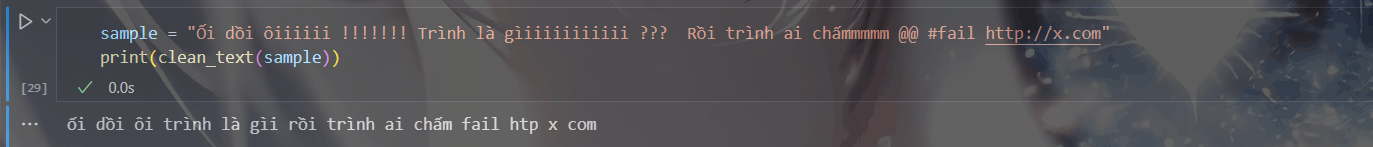 sample = "Ối dồi ôiiiiii !!!!!!! Trình là gìiiiiiiiiiiii ???  Rồi trình ai chấmmmmm @@ #fail http://x.com"
print(clean_text(sample))
[29] ✓ 0.0s
... ối dồi ôi trình là gìi rồi trình ai chấm fail htp x com